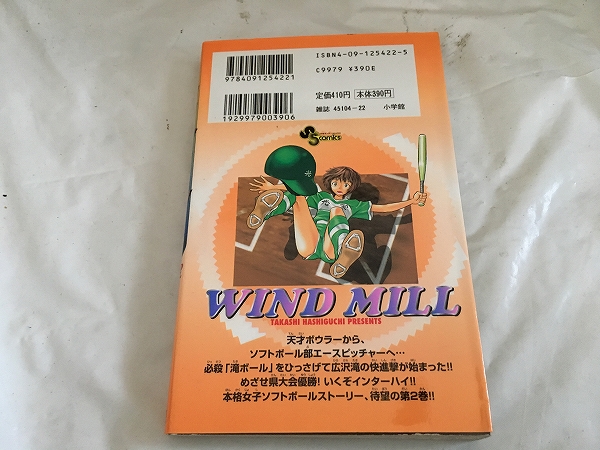 ISBN4-09-125422-5
C9979 ¥390E
9784091254221
1929979003906
定価410円 本体390円
雑誌 45104-22 小学館
comics
WIND MILL
TAKASHI HASHIGUCHI PRESENTS
天才ボウラーから、
ソフトボール部エースピッチャーへ…
必殺「滝ボール」をひっさげて広沢滝の快進撃が始まった!!
めざせ県大会優勝! いくぞインターハイ!!
本格女子ソフトボールストーリー、待望の第2巻!!